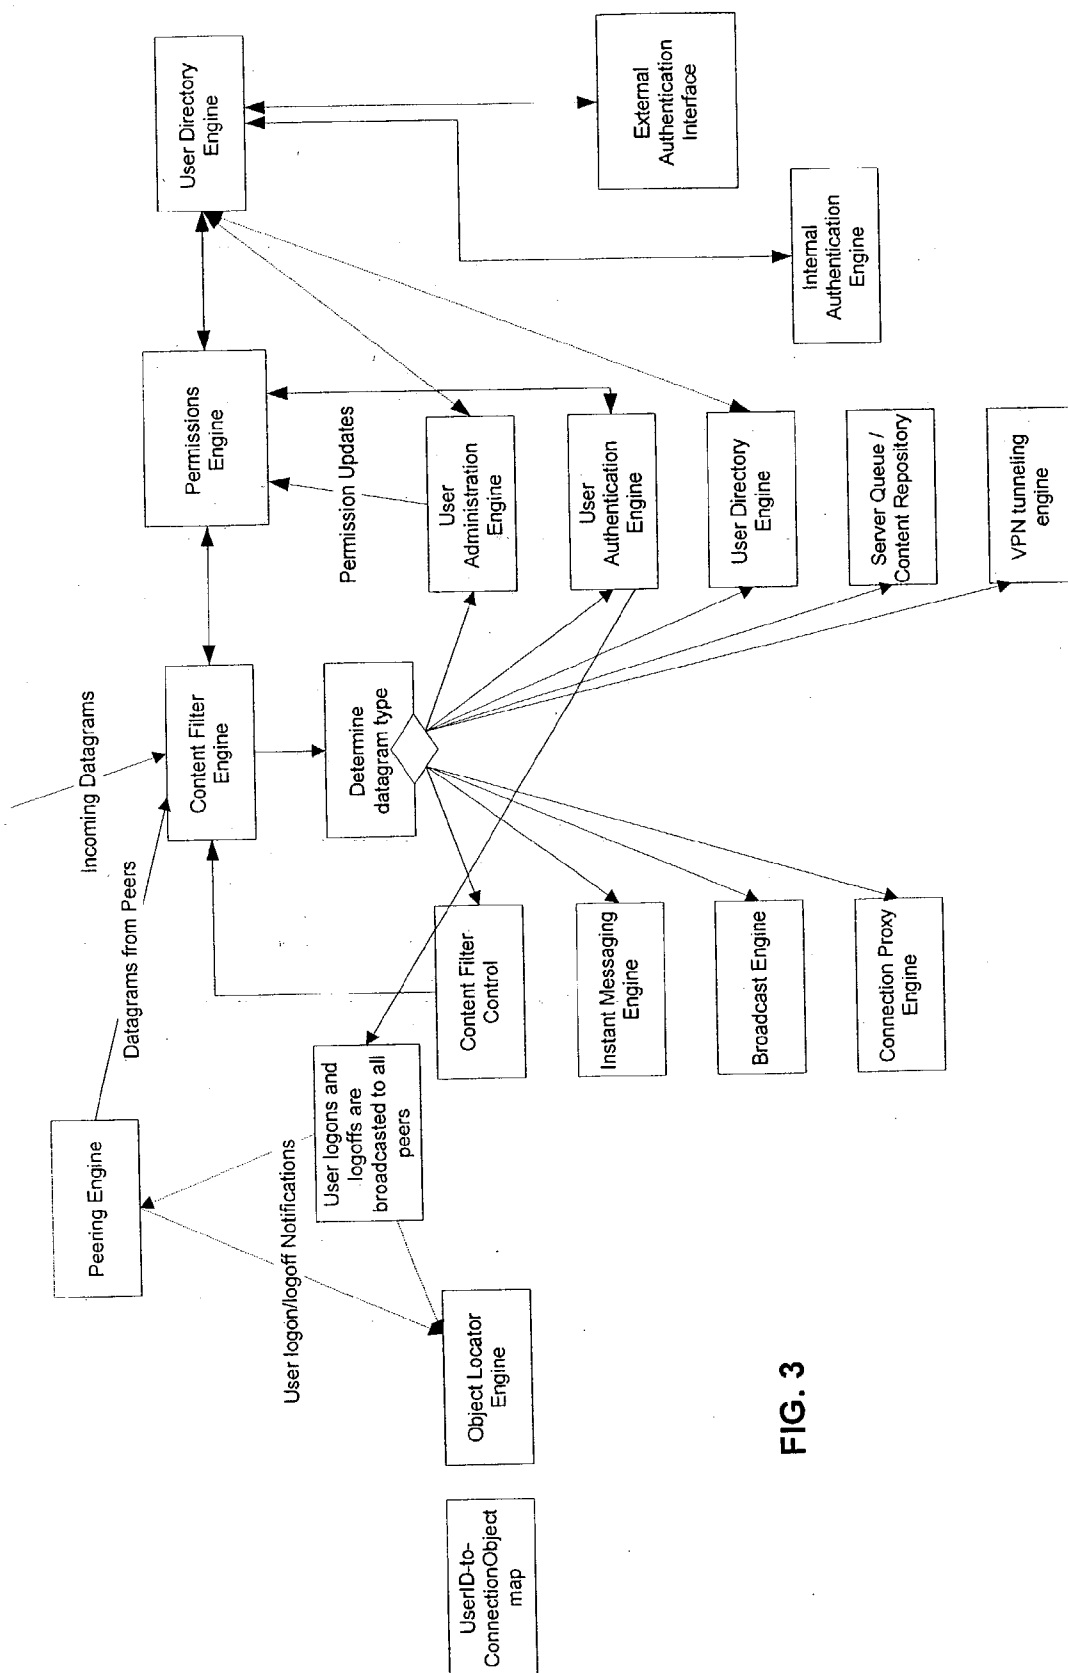 Peering Engine
Datagrams from Peers
Incoming Datagrams
Content Filter
Engine
Permissions
Engine
User Directory
Engine
User logon/logoff Notifications
User logons and
logoffs are
broadcasted to all
peers
Determine
datagram type
Permission Updates
UserID-to-
ConnectionObject
map
Object Locator
Engine
Content Filter
Control
User
Administration
Engine
Instant Messaging
Engine
User
Authentication
Engine
External
Authentication
Interface
Broadcast Engine
User Directory
Engine
Internal
Authentication
Engine
Connection Proxy
Engine
Server Queue /
Content Repository
VPN tunneling
engine
FIG. 3